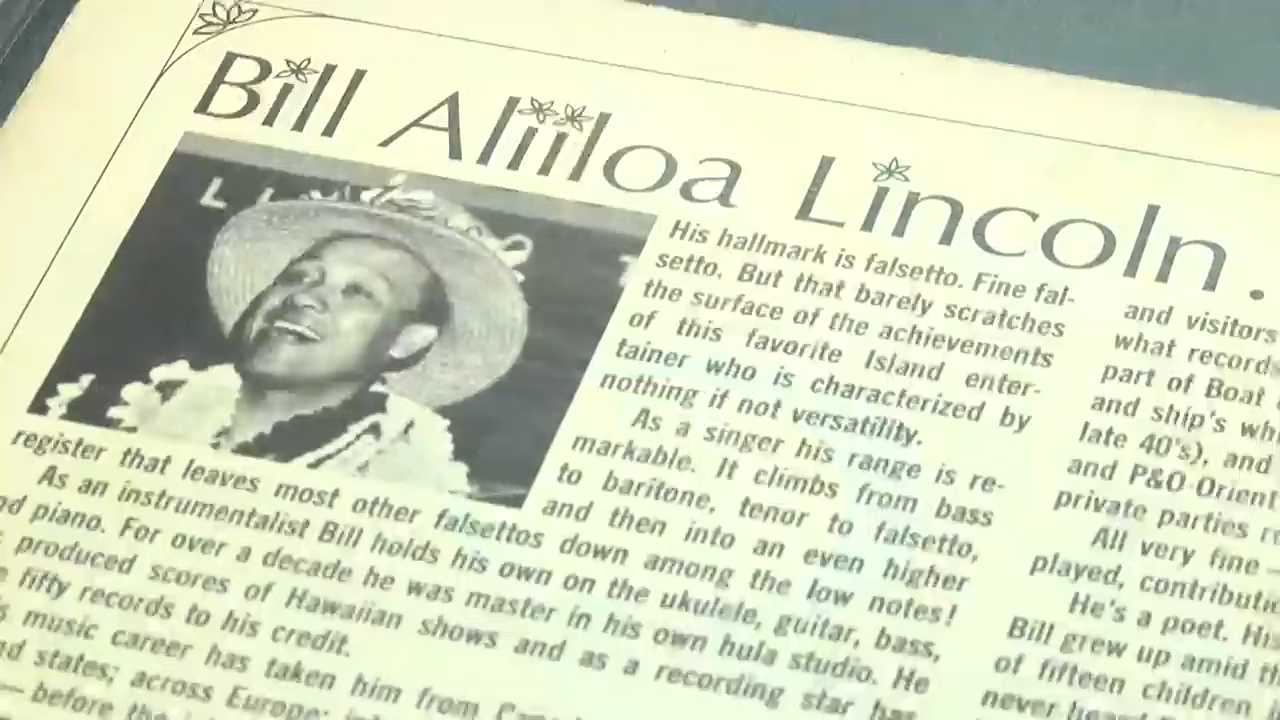 Bill Aliiloa Lincoln.
His hallmark is falsetto. Fine fal-
setto. But that barely scratches
the surface of the achievements
of this favorite Island enter-
tainer who is characterized by
nothing if not versatility.
As a singer his range is re-
markable. It climbs from bass
to baritone, tenor to falsetto,
and then into an even higher
register that leaves most other falsettos down among the low notes!
As an instrumentalist Bill holds his own on the ukulele, guitar, bass,
piano. For over a decade he was master in his own hula studio. He
produced scores of Hawaiian shows and as a recording star has
fifty records to his credit.
music career has taken him from
states; across Europe;
— before the
and visitors
what records
part of Boat
and ship's
late 40's), and
and P&O-Orient
private parties
All very fine —
played,
He's a poet. His
Bill grew up amid
of fifteen children
never